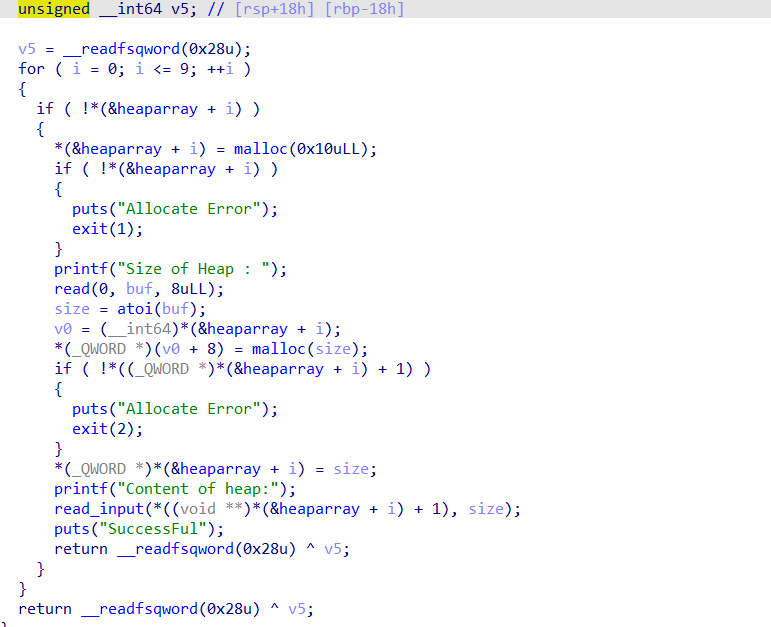 unsigned __int64 v5; // [rsp+18h] [rbp-18h]
v5 = __readfsqword(0x28u);
for ( i = 0; i <= 9; ++i )
{
if ( !*(&heaparray + i) )
{
*(&heaparray + i) = malloc(0x10uLL);
if ( !*(&heaparray + i) )
{
puts("Allocate Error");
exit(1);
}
printf("Size of Heap : ");
read(0, buf, 8uLL);
size = atoi(buf);
v0 = (__int64)*(&heaparray + i);
*(_QWORD *)(v0 + 8) = malloc(size);
if ( !*((_QWORD *)*(&heaparray + i) + 1) )
{
puts("Allocate Error");
exit(2);
}
*(_QWORD *)*(&heaparray + i) = size;
printf("Content of heap:");
read_input(*((void **)*(&heaparray + i) + 1), size);
puts("SuccessFul");
return __readfsqword(0x28u) ^ v5;
}
}
return __readfsqword(0x28u) ^ v5;
}